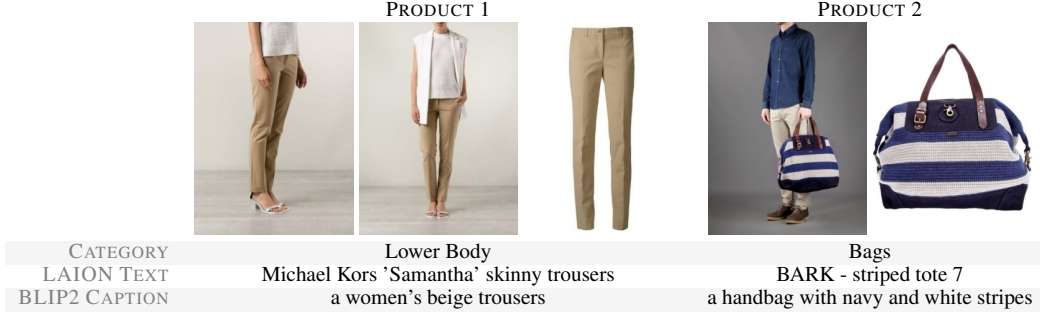 PRODUCT 1 PRODUCT 2
CATEGORY Lower Body Bags
LAION TEXT Michael Kors ’Samantha’ skinny trousers BARK - striped tote 7
BLIP2 CAPTION a women’s beige trousers a handbag with navy and white stripes